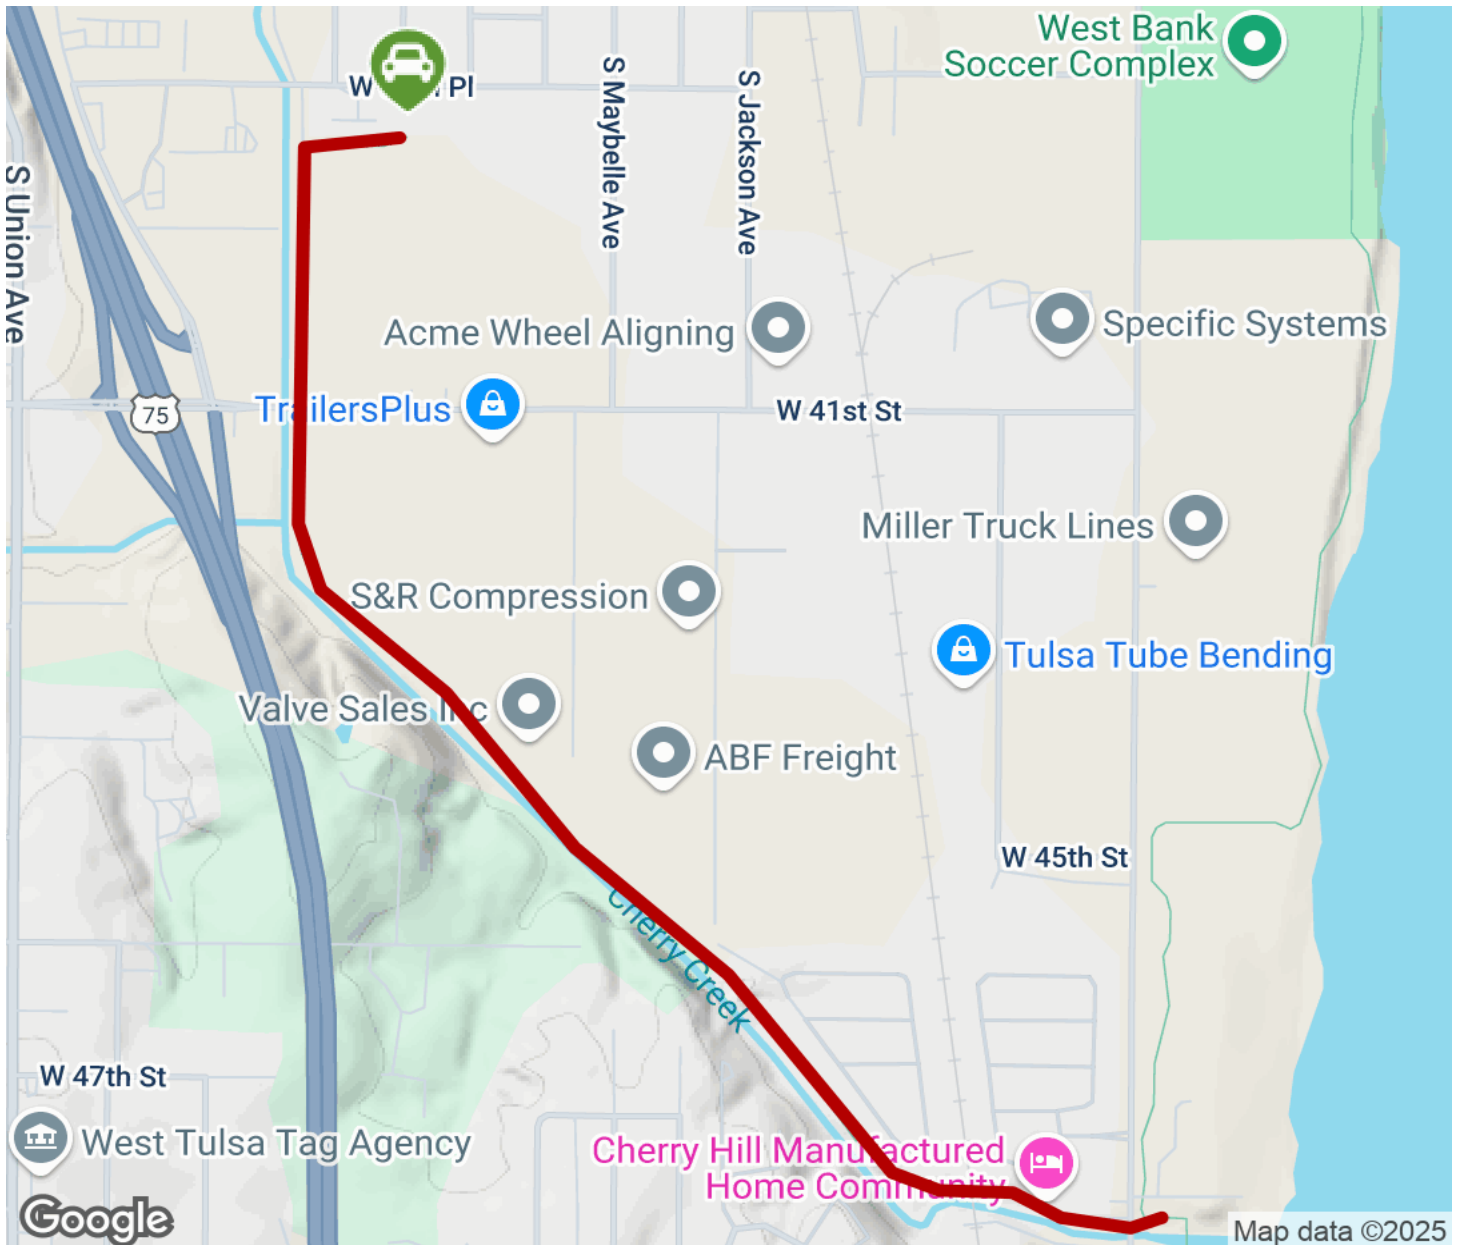 West Bank
Soccer Complex
W
Pl
S Maybelle Ave
S Jackson Ave
S Union Ave
Acme Wheel Aligning
Specific Systems
75
TrailersPlus
W 41st St
Miller Truck Lines
S&R Compression
Tulsa Tube Bending
Valve Sales Inc
ABF Freight
W 45th St
Cherry Creek
W 47th St
West Tulsa Tag Agency
Cherry Hill Manufactured
Home Community
Google
Map data ©2025